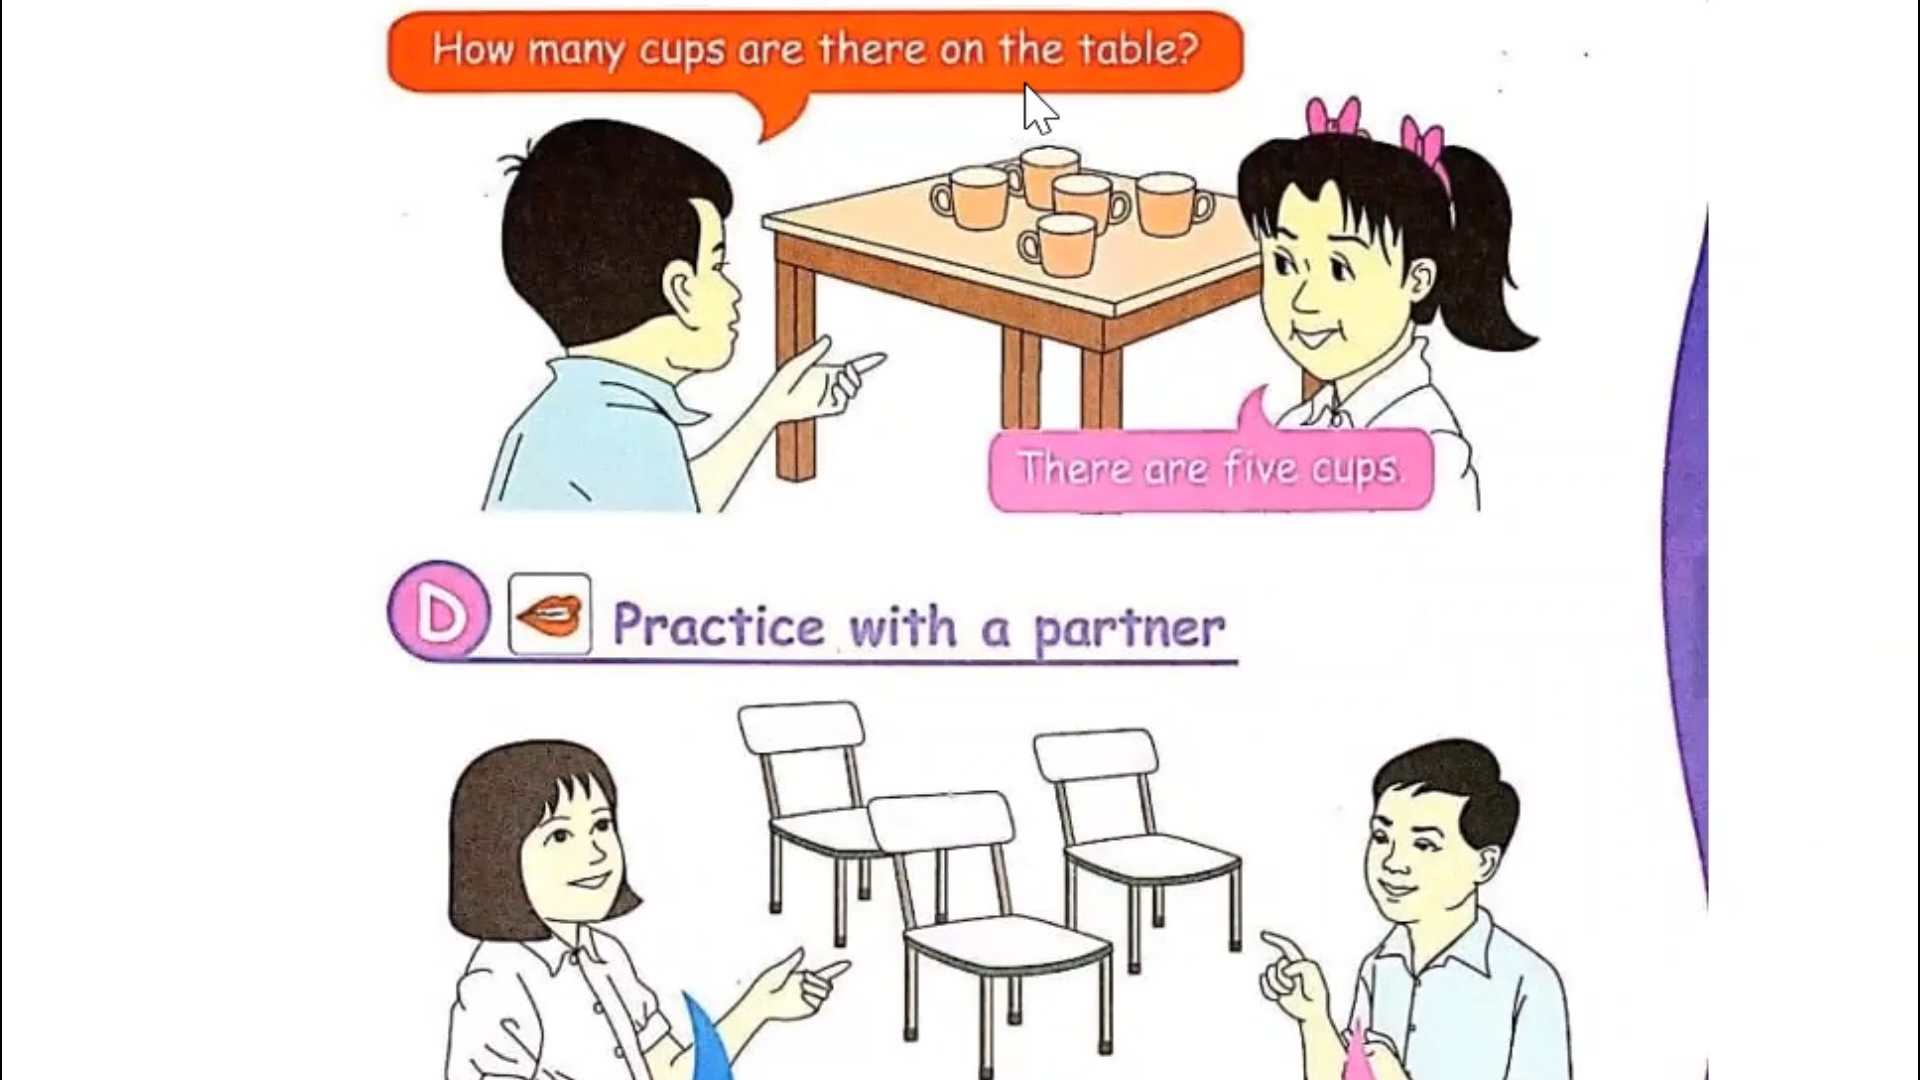 How many cups are there on the table?
There are five cups.
D Practice with a partner